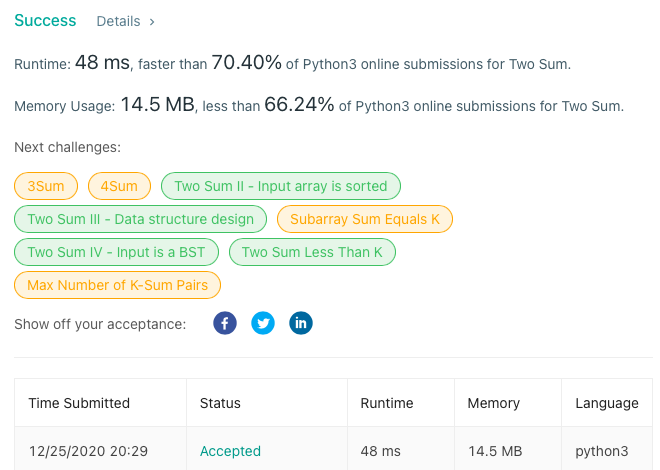 Success Details >
Runtime: 48 ms, faster than 70.40% of Python3 online submissions for Two Sum.
Memory Usage: 14.5 MB, less than 66.24% of Python3 online submissions for Two Sum.
Next challenges:
3Sum 4Sum Two Sum II - Input array is sorted
Two Sum III - Data structure design Subarray Sum Equals K
Two Sum IV - Input is a BST Two Sum Less Than K
Max Number of K-Sum Pairs
Show off your acceptance: f in
Time Submitted Status Runtime Memory Language
12/25/2020 20:29 Accepted 48 ms 14.5 MB python3